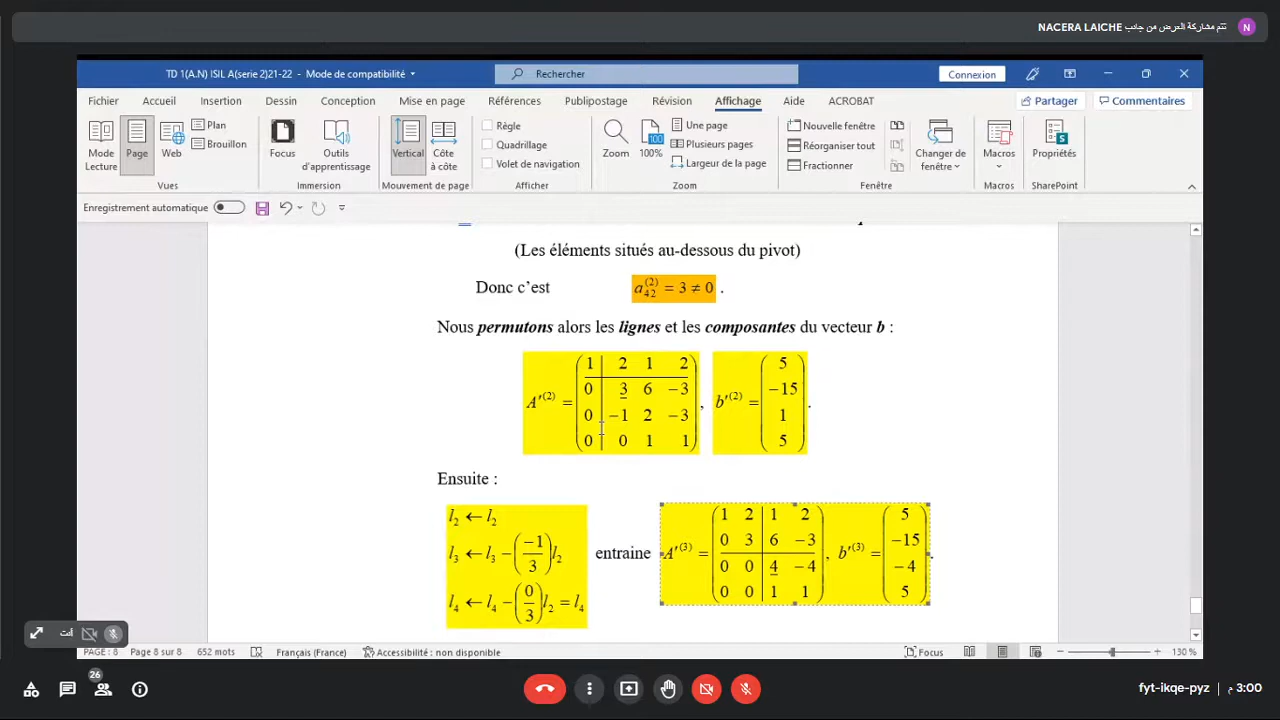 تتم مشاركة العرض من جانب NACERA LAICHE
N
TD 1(A.N) ISIL A(serie 2)21-22 - Mode de compatibilité
Rechercher
Connexion
Fichier Accueil Insertion Dessin Conception Mise en page Références Publipostage Révision Affichage Aide ACROBAT
Partager Commentaires
Mode Lecture
Page
Web
Plan
Brouillon
Vues
Focus
Outils d'apprentissage
Immersion
Vertical
Côte à côte
Mouvement de page
Règle
Quadrillage
Volet de navigation
Afficher
Zoom
100
100%
Une page
Plusieurs pages
Largeur de la page
Zoom
Nouvelle fenêtre
Réorganiser tout
Fractionner
Changer de fenêtre
Fenêtre
Macros
Macros
Propriétés
SharePoint
Enregistrement automatique
(Les éléments situés au-dessous du pivot)
Donc c’est a₄₂⁽²⁾ = 3 ≠ 0 .
Nous permutons alors les lignes et les composantes du vecteur b :
1 2 1 2 5
0 3 6 −3 −15
A′⁽²⁾ = , b′⁽²⁾ = .
0 −1 2 −3 1
0 0 1 1 5
Ensuite :
l₂ ← l₂
l₃ ← l₃ − (−1/3) l₂
l₄ ← l₄ − (0/3) l₂ = l₄
entraine
1 2 1 2 5
0 3 6 −3 −15
A′⁽³⁾ = , b′⁽³⁾ = .
0 0 4 −4 −4
0 0 1 1 5
أنت
PAGE : 8 Page 8 sur 8 652 mots Français (France) Accessibilité : non disponible Focus 130 %
26
fyt-ikqe-pyz | 3:00 م